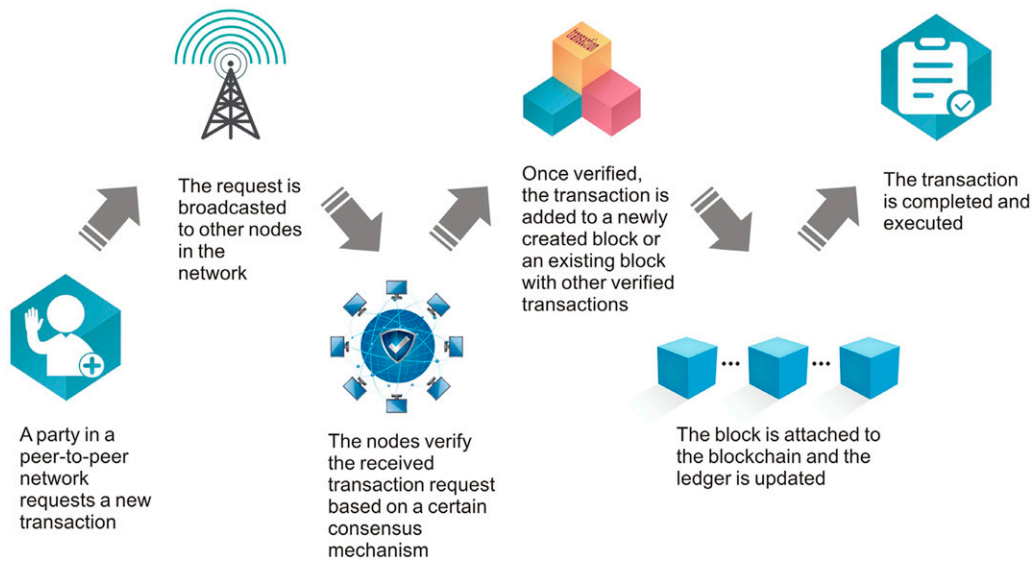 A party in a
peer-to-peer
network
requests a new
transaction
The request is
broadcasted
to other nodes
in the
network
The nodes verify
the received
transaction request
based on a certain
consensus
mechanism
transaction
Once verified,
the transaction is
added to a newly
created block or
an existing block
with other verified
transactions
The block is attached to
the blockchain and the
ledger is updated
The transaction
is completed and
executed